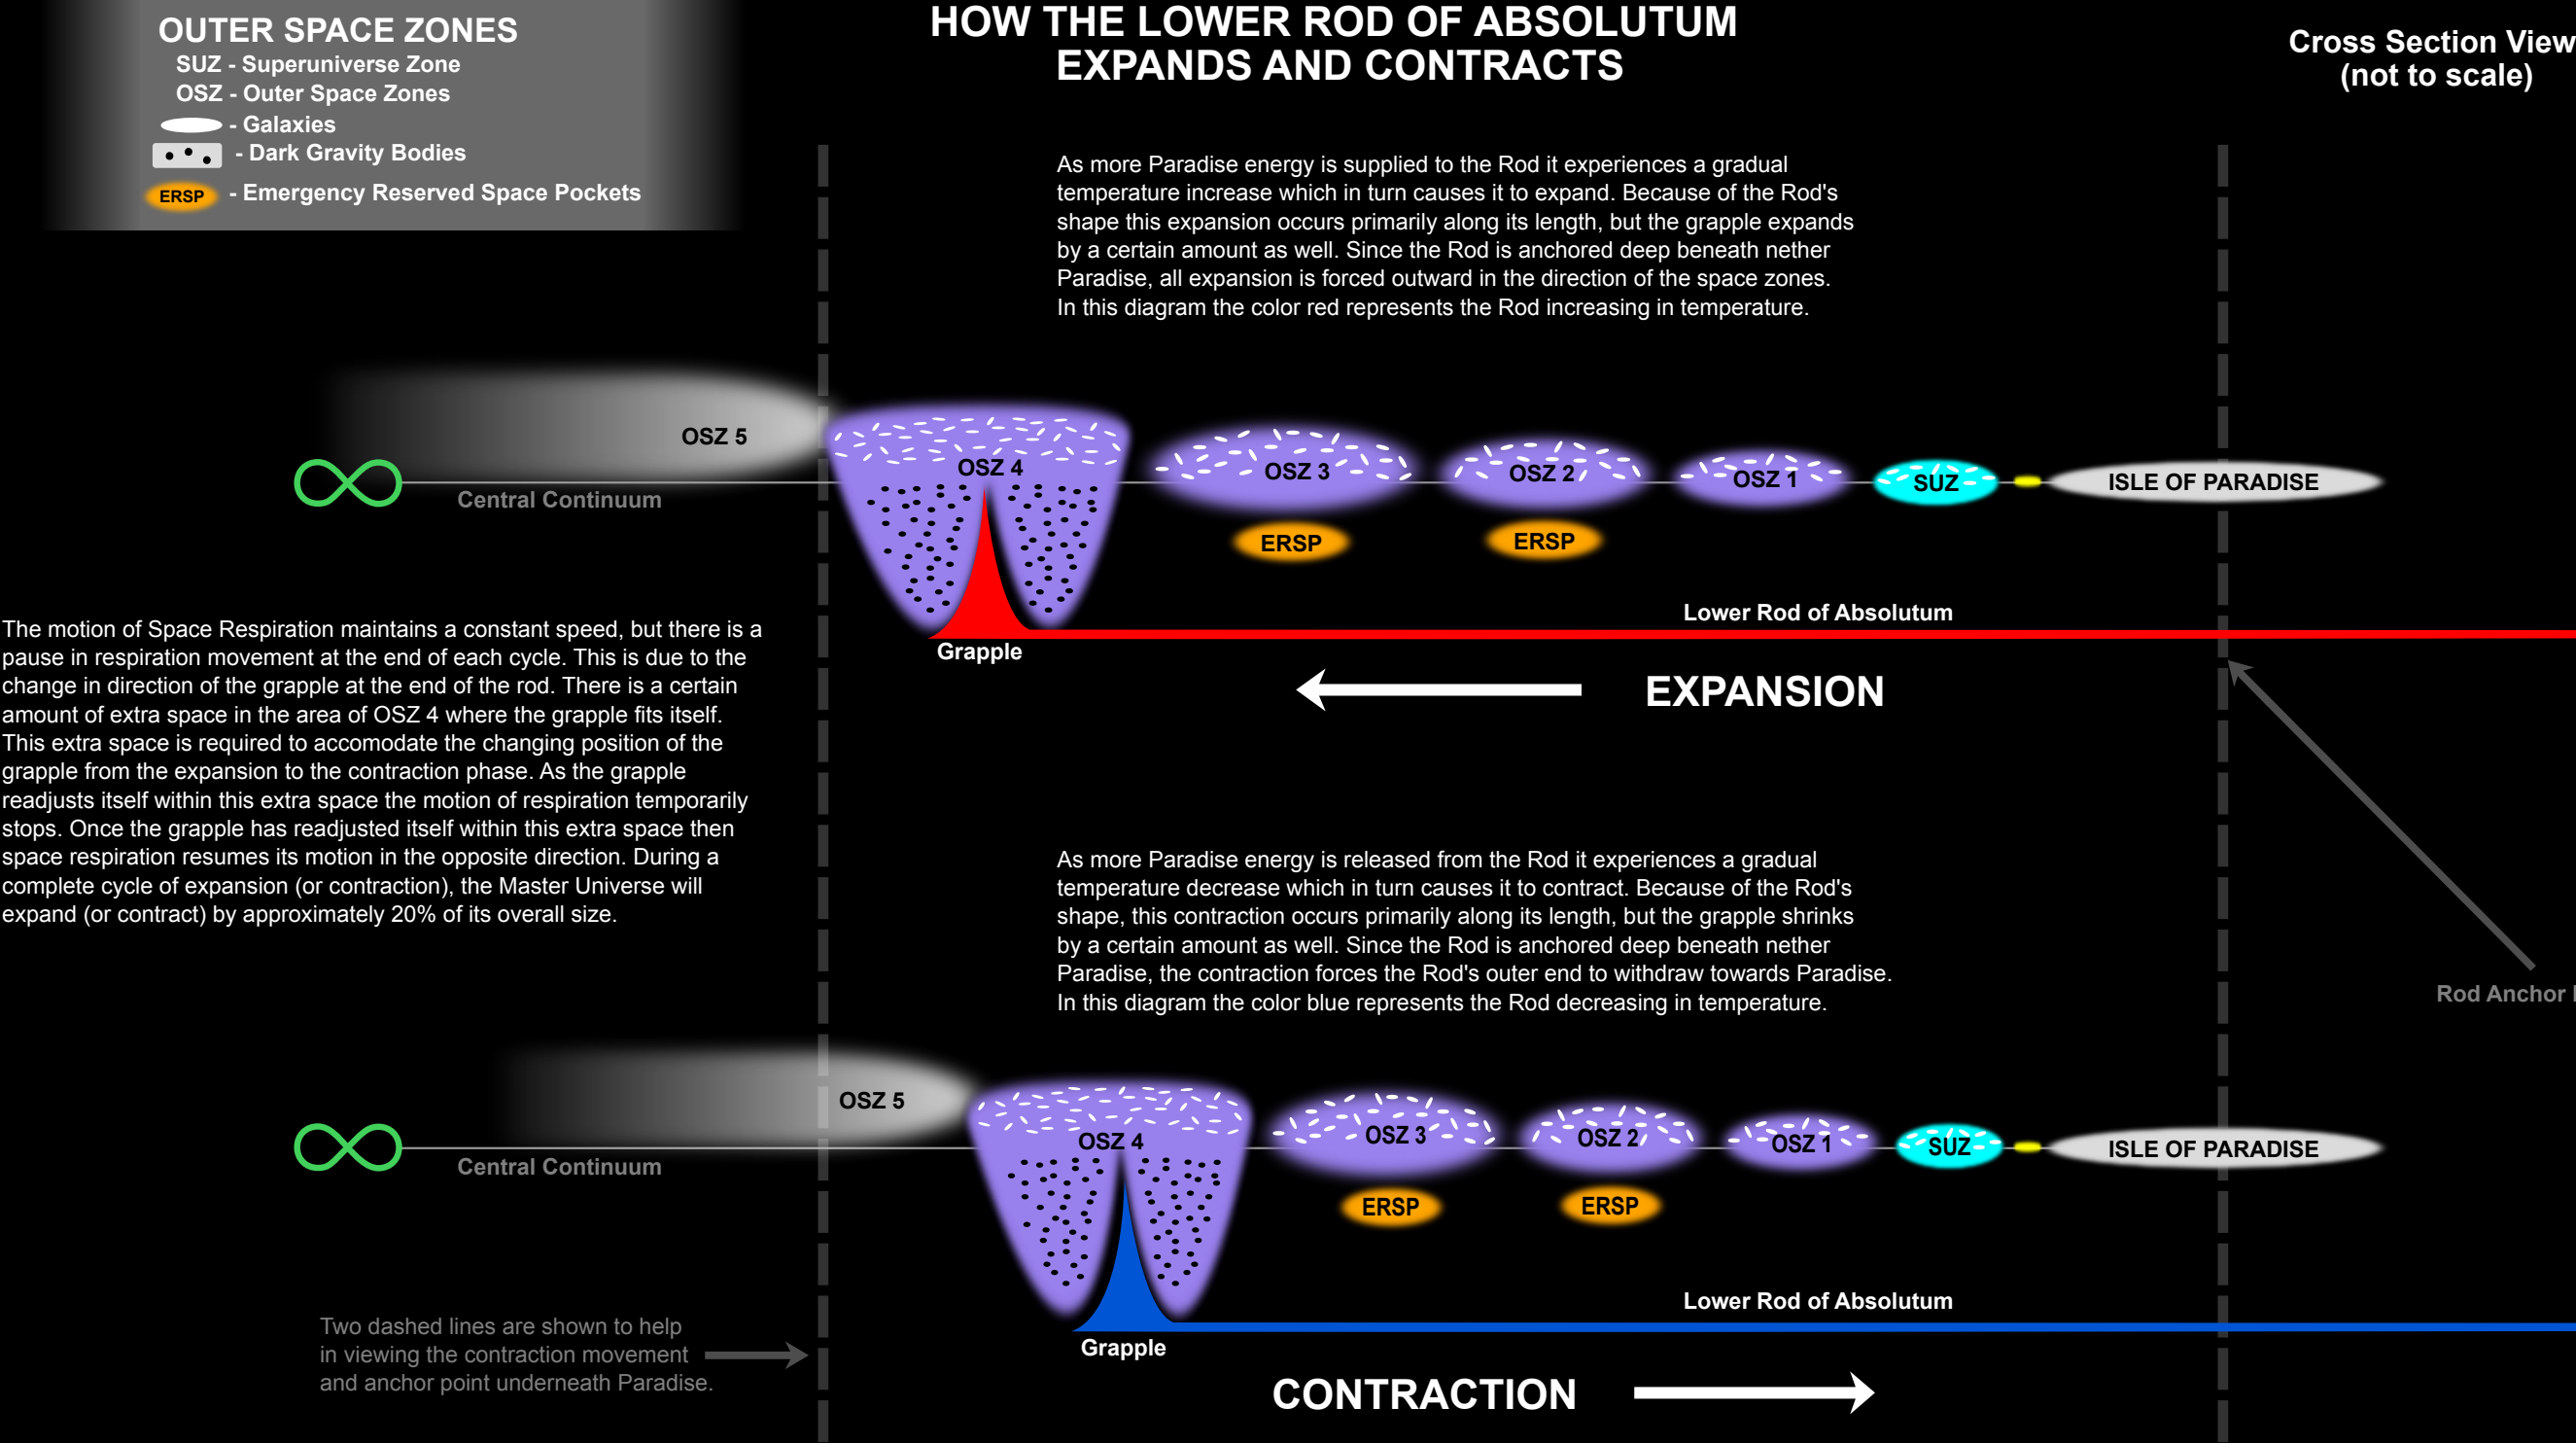 OUTER SPACE ZONES
SUZ - Superuniverse Zone
OSZ - Outer Space Zones
- Galaxies
- Dark Gravity Bodies
ERSP - Emergency Reserved Space Pockets
HOW THE LOWER ROD OF ABSOLUTUM
EXPANDS AND CONTRACTS
Cross Section View
(not to scale)
As more Paradise energy is supplied to the Rod it experiences a gradual
temperature increase which in turn causes it to expand. Because of the Rod's
shape this expansion occurs primarily along its length, but the grapple expands
by a certain amount as well. Since the Rod is anchored deep beneath nether
Paradise, all expansion is forced outward in the direction of the space zones.
In this diagram the color red represents the Rod increasing in temperature.
OSZ 5
OSZ 4
OSZ 3
OSZ 2
OSZ 1
SUZ
ISLE OF PARADISE
Central Continuum
ERSP
ERSP
Lower Rod of Absolutum
Grapple
EXPANSION
The motion of Space Respiration maintains a constant speed, but there is a
pause in respiration movement at the end of each cycle. This is due to the
change in direction of the grapple at the end of the rod. There is a certain
amount of extra space in the area of OSZ 4 where the grapple fits itself.
This extra space is required to accomodate the changing position of the
grapple from the expansion to the contraction phase. As the grapple
readjusts itself within this extra space the motion of respiration temporarily
stops. Once the grapple has readjusted itself within this extra space then
space respiration resumes its motion in the opposite direction. During a
complete cycle of expansion (or contraction), the Master Universe will
expand (or contract) by approximately 20% of its overall size.
As more Paradise energy is released from the Rod it experiences a gradual
temperature decrease which in turn causes it to contract. Because of the Rod's
shape, this contraction occurs primarily along its length, but the grapple shrinks
by a certain amount as well. Since the Rod is anchored deep beneath nether
Paradise, the contraction forces the Rod's outer end to withdraw towards Paradise.
In this diagram the color blue represents the Rod decreasing in temperature.
Rod Anchor
OSZ 5
OSZ 4
OSZ 3
OSZ 2
OSZ 1
SUZ
ISLE OF PARADISE
Central Continuum
ERSP
ERSP
Lower Rod of Absolutum
Grapple
CONTRACTION
Two dashed lines are shown to help
in viewing the contraction movement
and anchor point underneath Paradise.